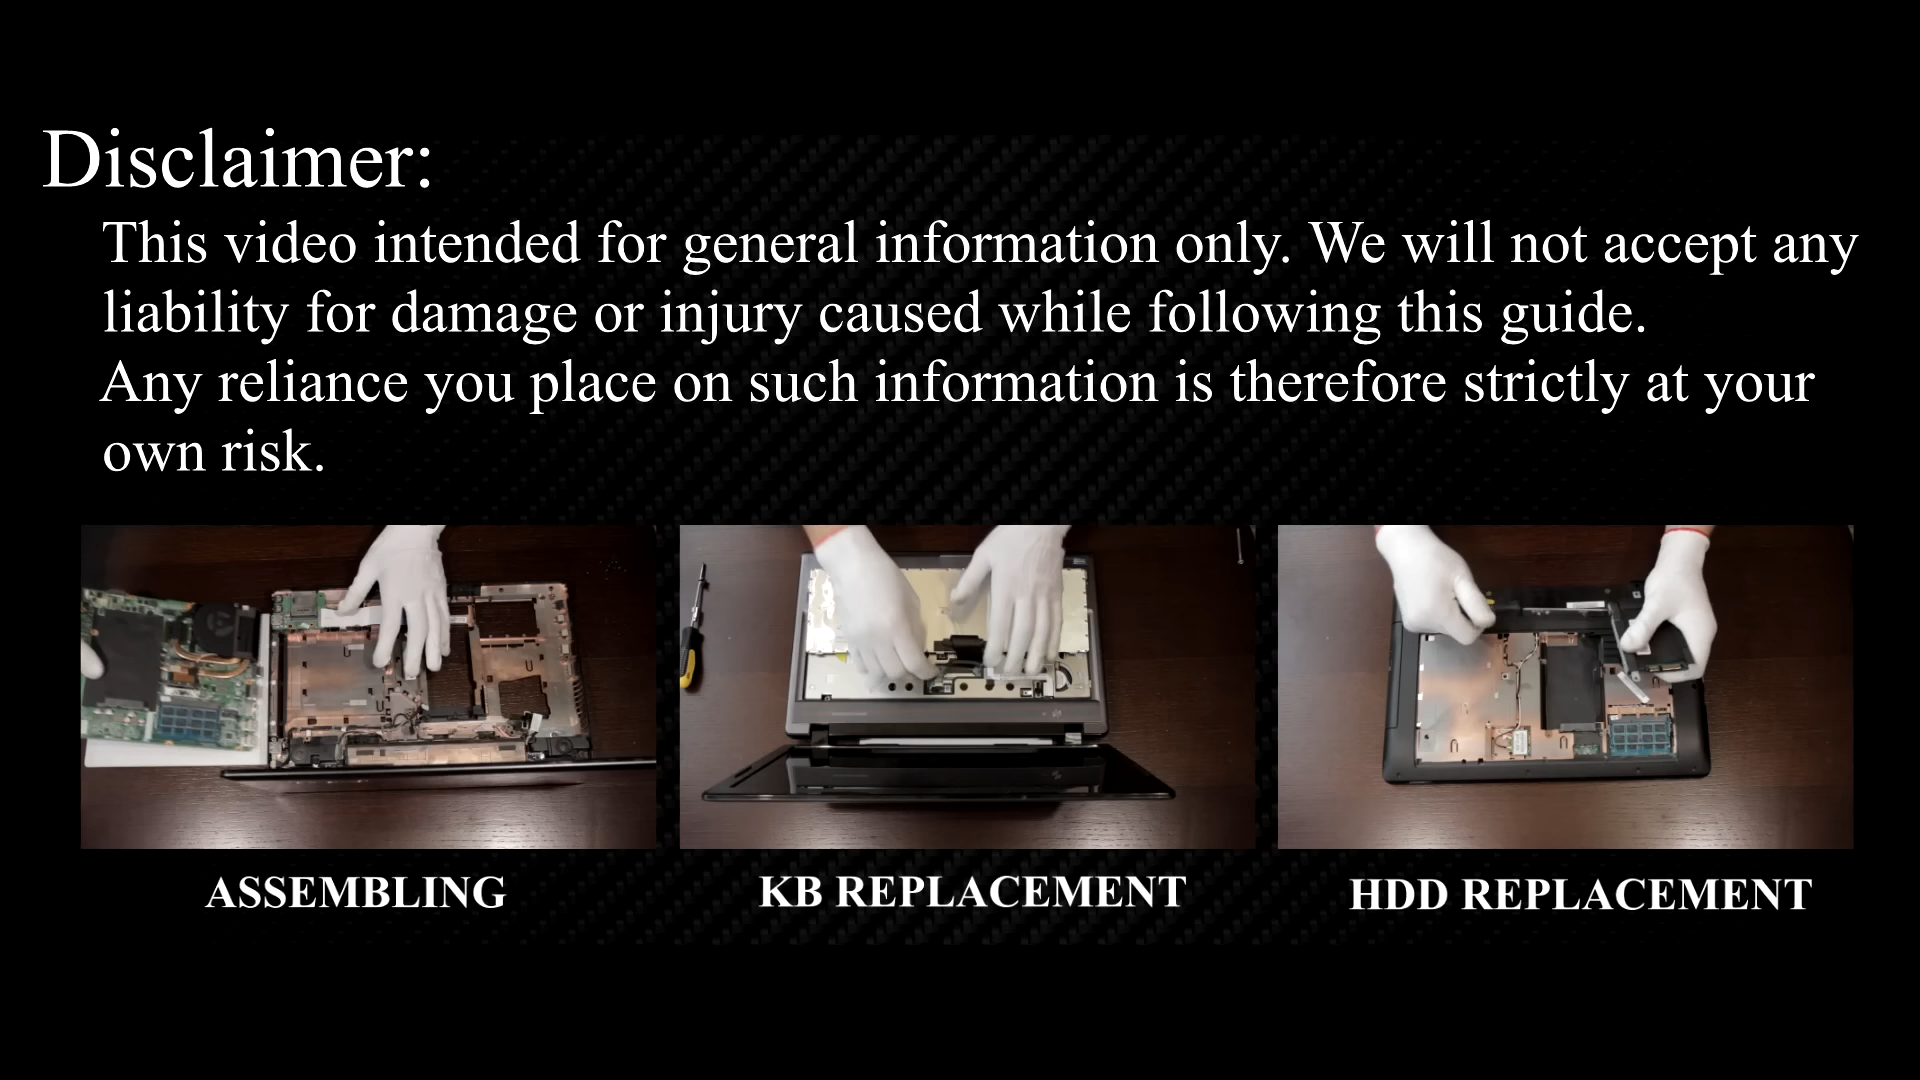 Disclaimer:
This video intended for general information only. We will not accept any
liability for damage or injury caused while following this guide.
Any reliance you place on such information is therefore strictly at your
own risk.
ASSEMBLING
KB REPLACEMENT
HDD REPLACEMENT